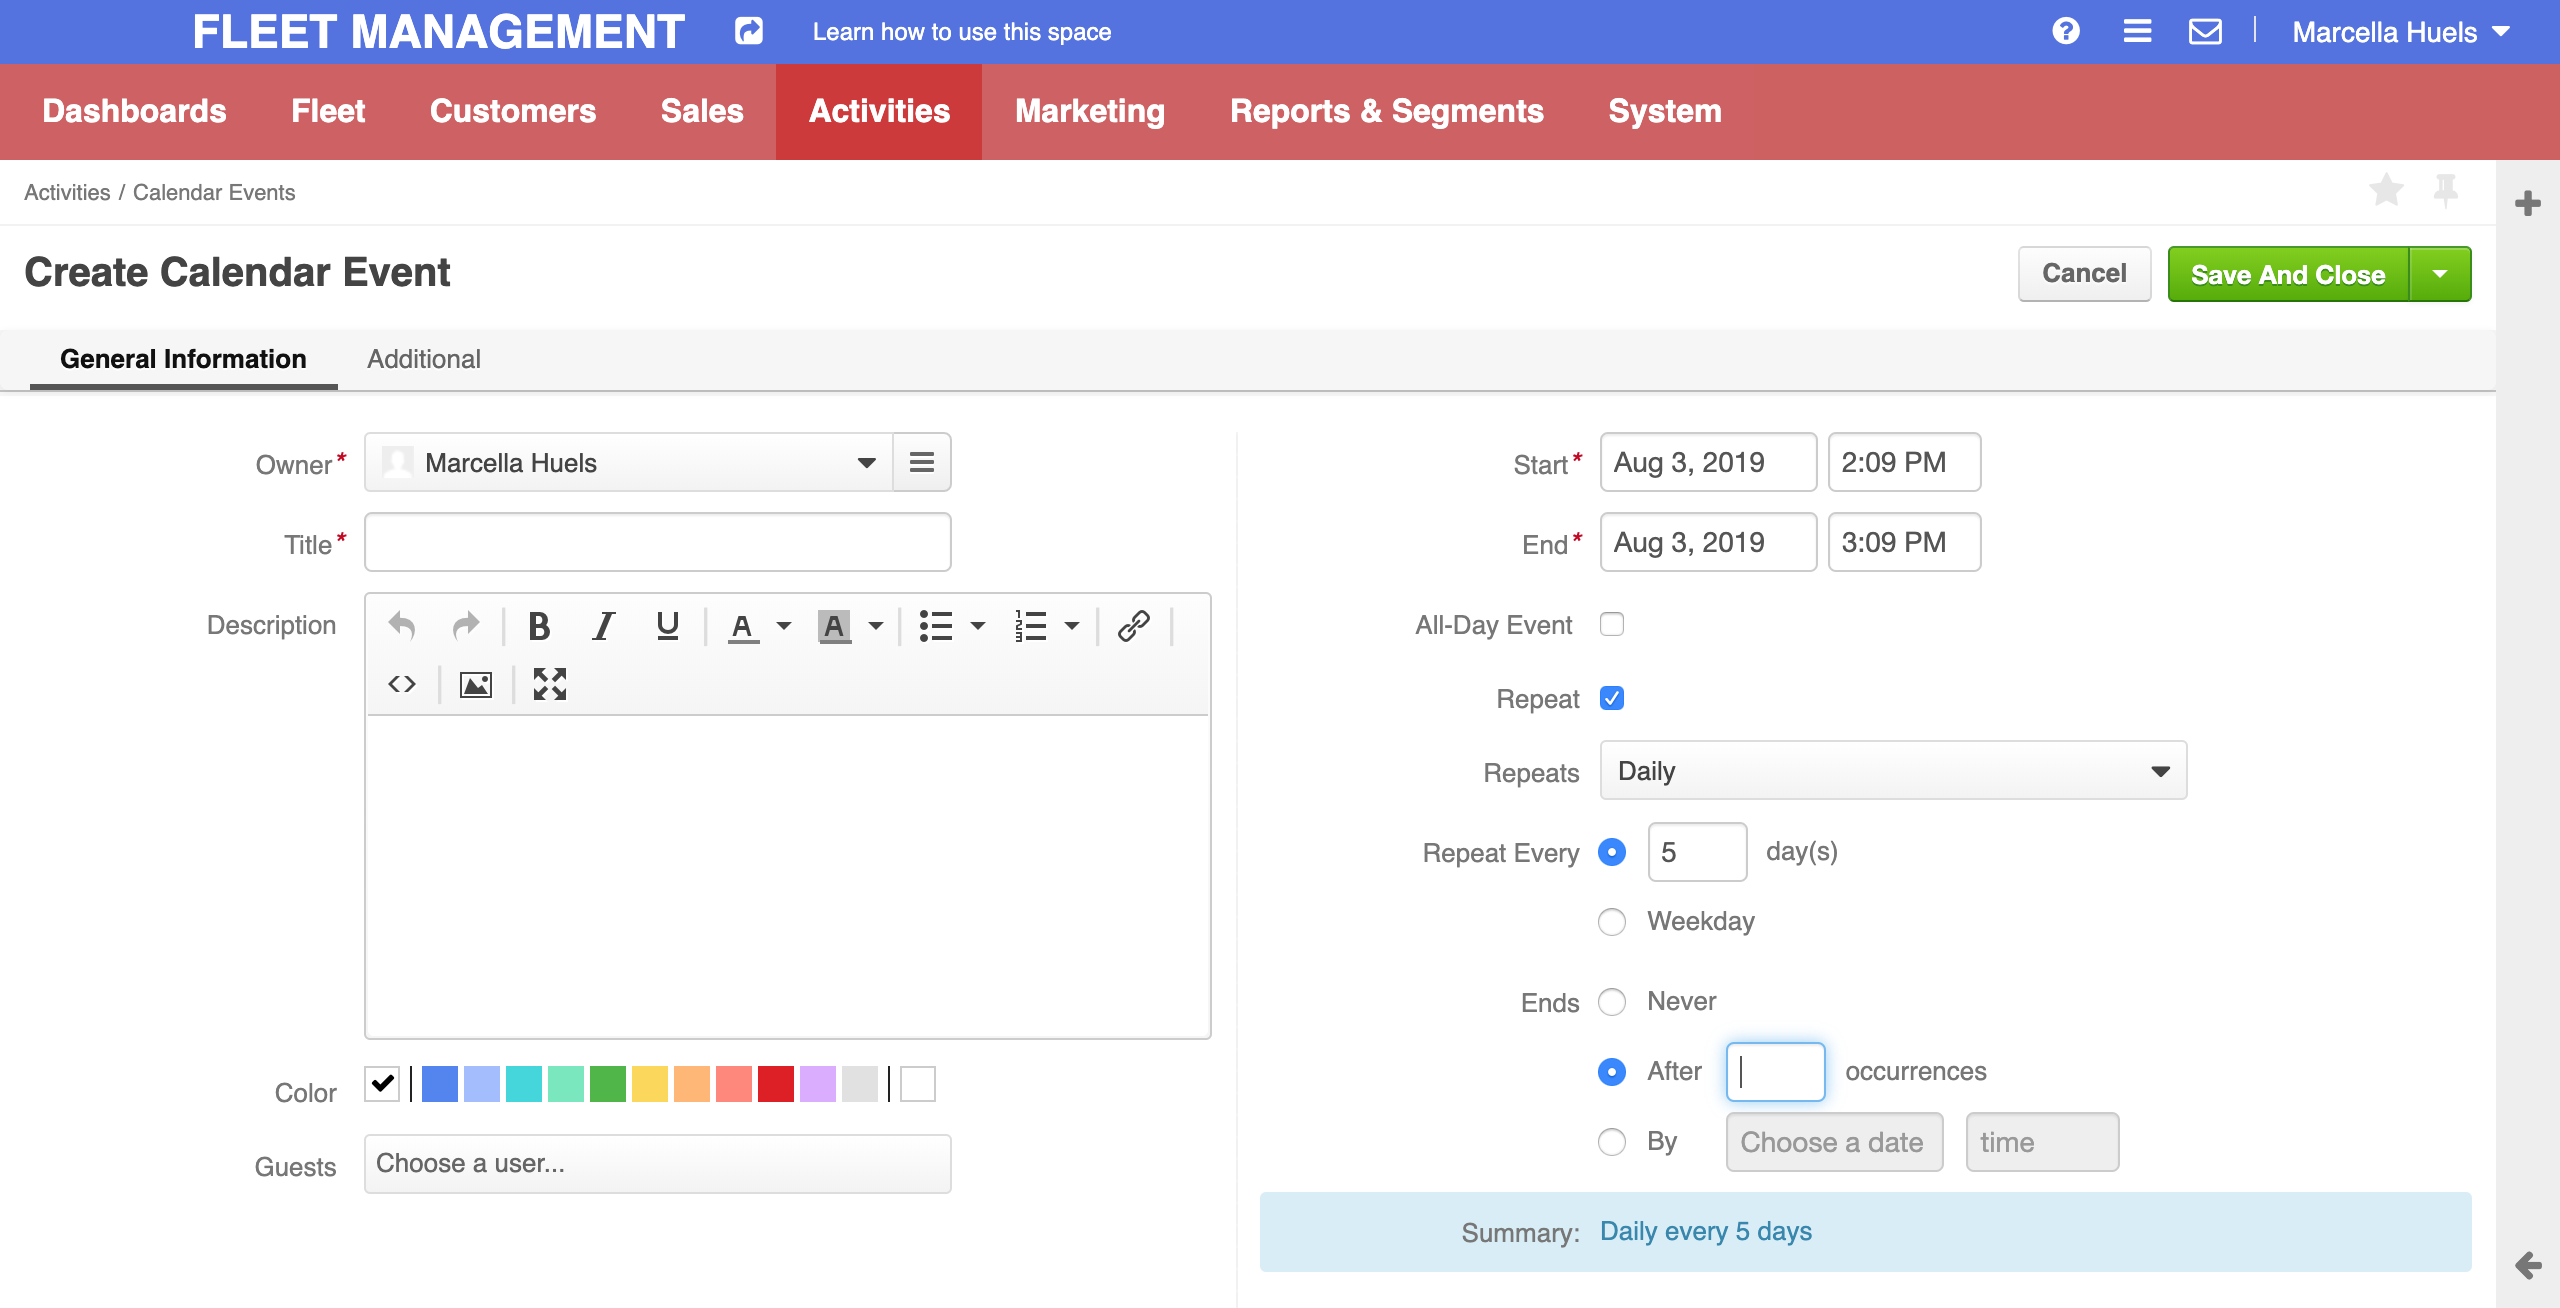 FLEET MANAGEMENT Learn how to use this space Marcella Huels
Dashboards Fleet Customers Sales Activities Marketing Reports & Segments System
Activities / Calendar Events
Create Calendar Event Cancel Save And Close
General Information Additional
Owner* Marcella Huels
Title*
Description
B I U A A
Color
Guests Choose a user...
Start* Aug 3, 2019 2:09 PM
End* Aug 3, 2019 3:09 PM
All-Day Event
Repeat
Repeats Daily
Repeat Every 5 day(s)
Weekday
Ends Never
After occurrences
By Choose a date time
Summary: Daily every 5 days